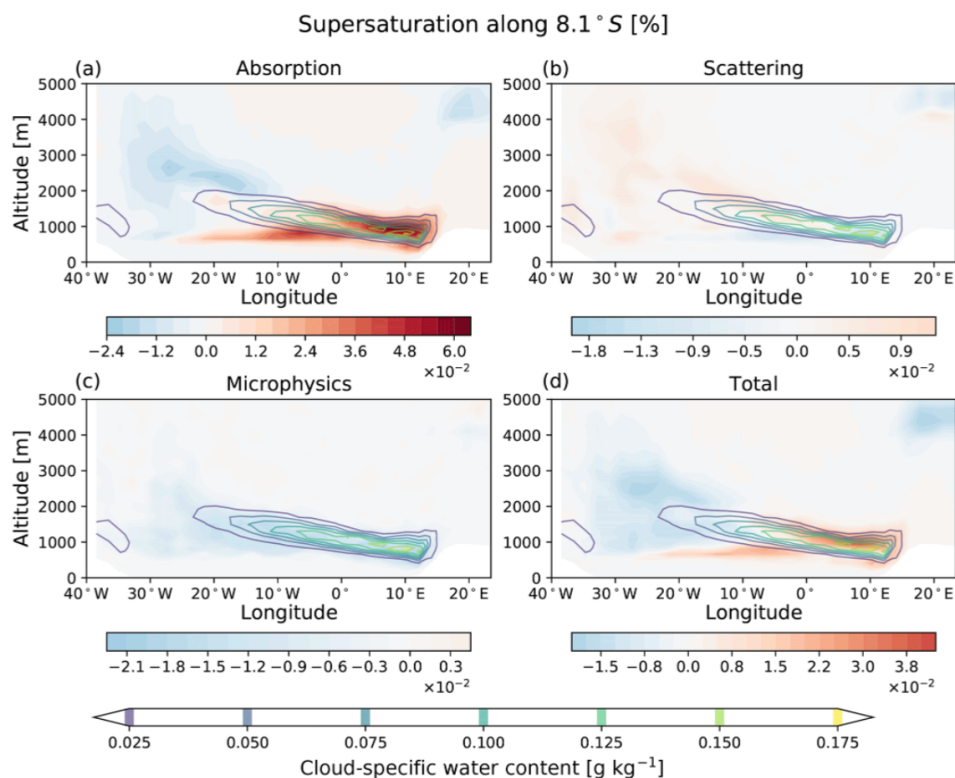 Supersaturation along 8.1°S [%]
(a) Absorption
(b) Scattering
Altitude [m]
5000
4000
3000
2000
1000
0
5000
4000
3000
2000
1000
0
40°W 30°W 20°W 10°W 0° 10°E 20°E
40°W 30°W 20°W 10°W 0° 10°E 20°E
Longitude
Longitude
−2.4 −1.2 0.0 1.2 2.4 3.6 4.8 6.0
×10⁻²
−1.8 −1.3 −0.9 −0.5 0.0 0.5 0.9
×10⁻²
(c) Microphysics
(d) Total
Altitude [m]
5000
4000
3000
2000
1000
0
5000
4000
3000
2000
1000
0
40°W 30°W 20°W 10°W 0° 10°E 20°E
40°W 30°W 20°W 10°W 0° 10°E 20°E
Longitude
Longitude
−2.1 −1.8 −1.5 −1.2 −0.9 −0.6 −0.3 0.0 0.3
×10⁻²
−1.5 −0.8 0.0 0.8 1.5 2.2 3.0 3.8
×10⁻²
0.025 0.050 0.075 0.100 0.125 0.150 0.175
Cloud-specific water content [g kg⁻¹]